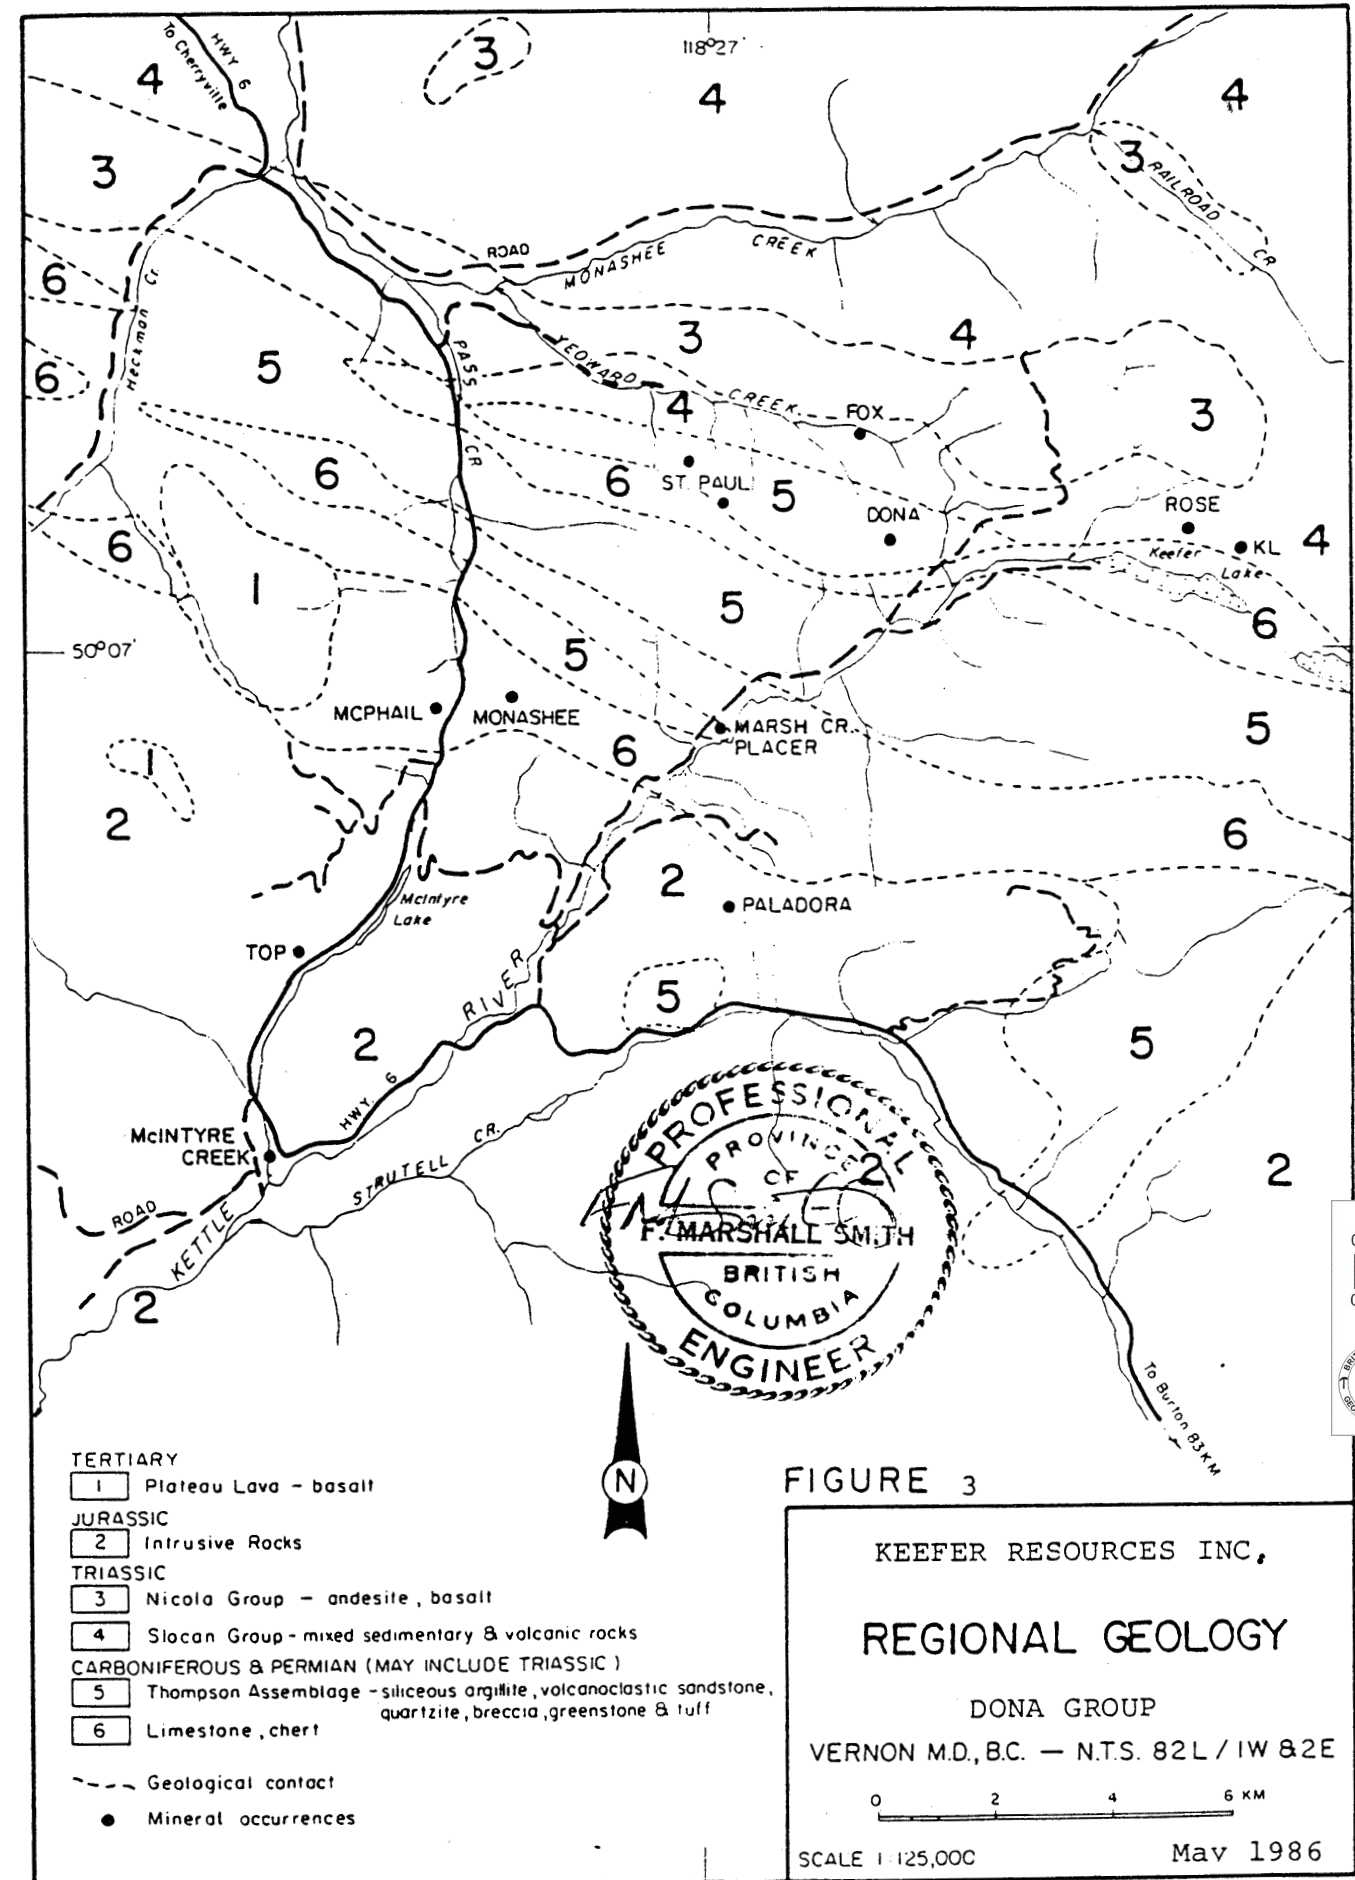 118°27'
4
3
4
4
To Cherryville
HWY 6
3
3
RAILROAD
CR
ROAD
MONASHEE
CREEK
6
Heckman Cr.
5
PASS
CR
YEOWARD
CREEK
3
4
3
6
4
FOX
6
6
ST. PAUL
5
DONA
ROSE
KL
4
Keefer
Lake
6
1
5
6
50°07'
5
MCPHAIL
MONASHEE
MARSH CR.
PLACER
5
1
6
2
6
2
McIntyre
Lake
PALADORA
TOP
RIVER
5
2
5
HWY. 6
McINTYRE
CREEK
STRUTELL
CR.
2
2
ROAD
KETTLE
2
PROFESSIONAL
PROVINCE
OF
F. MARSHALL SMITH
BRITISH
COLUMBIA
ENGINEER
To Burton 83KM
N
TERTIARY
1 Plateau Lava - basalt
JURASSIC
2 Intrusive Rocks
TRIASSIC
3 Nicola Group - andesite, basalt
4 Slocan Group - mixed sedimentary & volcanic rocks
CARBONIFEROUS & PERMIAN (MAY INCLUDE TRIASSIC)
5 Thompson Assemblage - siliceous argillite, volcanoclastic sandstone,
quartzite, breccia, greenstone & tuff
6 Limestone, chert
Geological contact
Mineral occurrences
FIGURE 3
KEEFER RESOURCES INC.
REGIONAL GEOLOGY
DONA GROUP
VERNON M.D., B.C. — N.T.S. 82L / 1W & 2E
0 2 4 6 KM
SCALE 1:125,000
May 1986